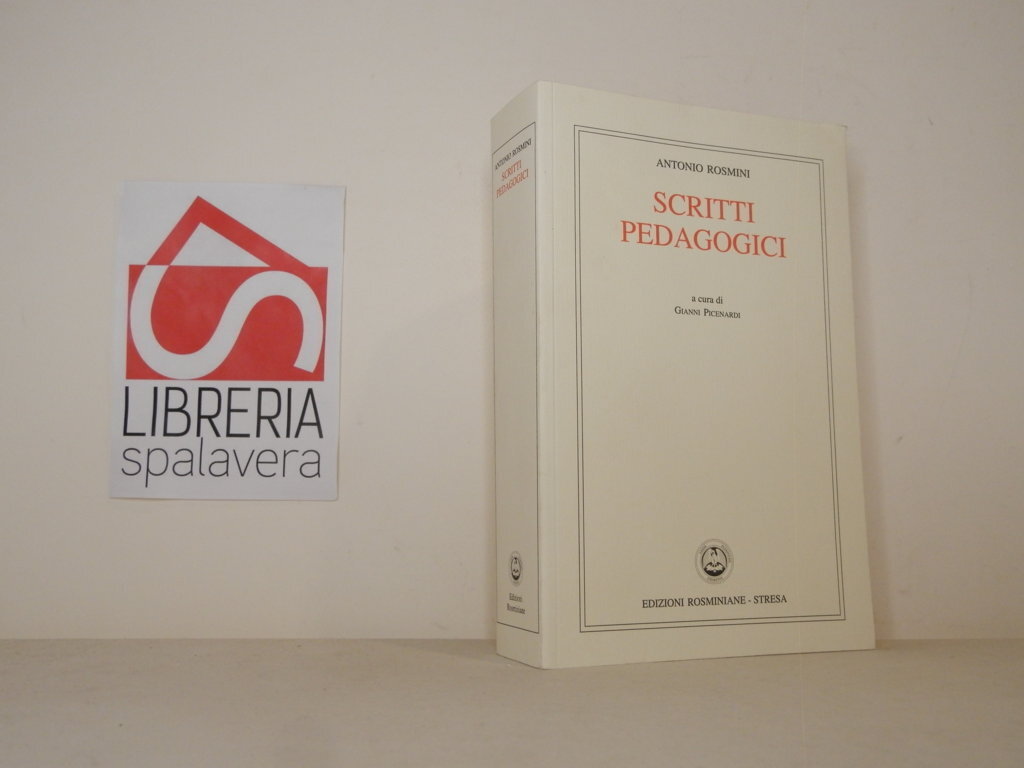 LIBRERIA
spalavera
ANTONIO ROSMINI
SCRITTI
PEDAGOGICI
Edizioni
Rosminiane
ANTONIO ROSMINI
SCRITTI
PEDAGOGICI
a cura di
GIANNI PICENARDI
EDIZIONI ROSMINIANE - STRESA